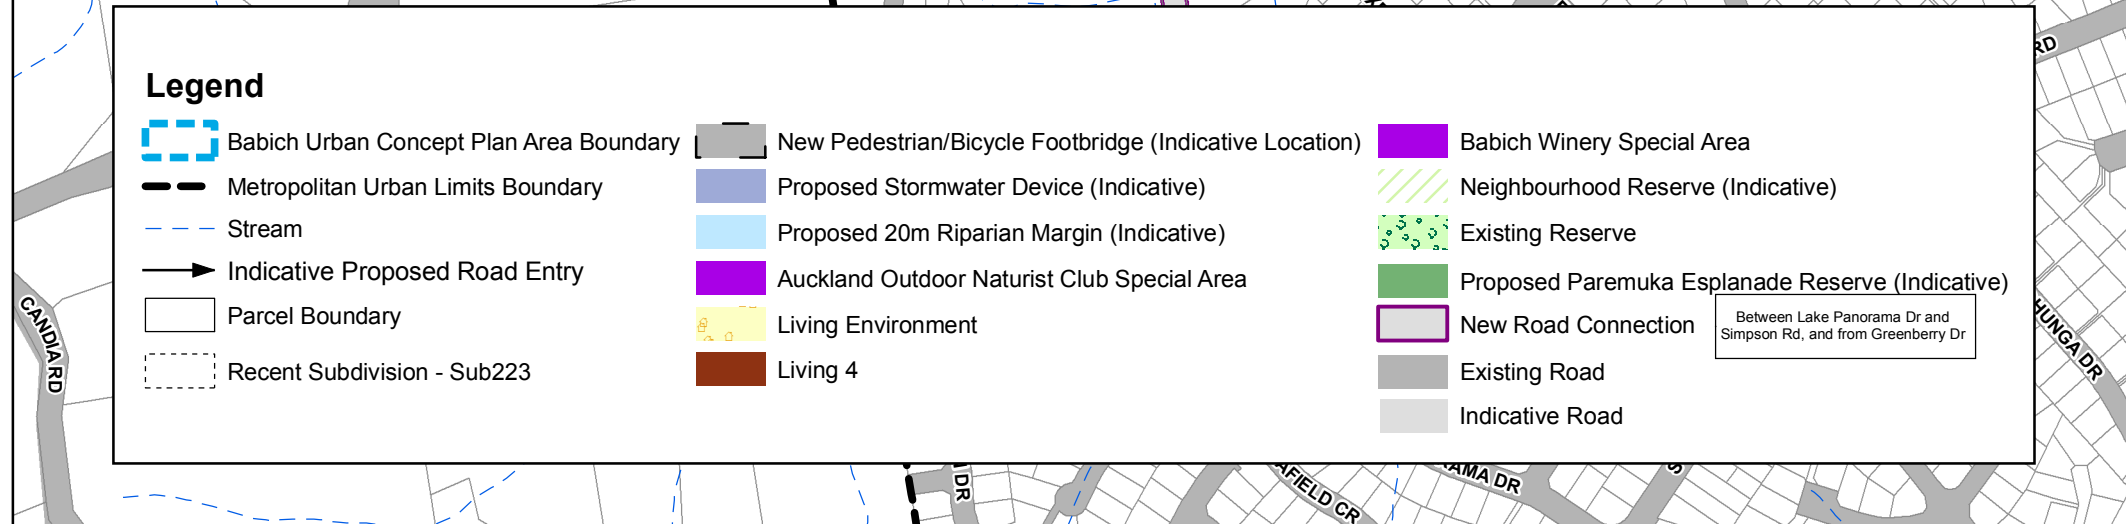 RD
Legend
Babich Urban Concept Plan Area Boundary
Metropolitan Urban Limits Boundary
Stream
Indicative Proposed Road Entry
Parcel Boundary
Recent Subdivision - Sub223
New Pedestrian/Bicycle Footbridge (Indicative Location)
Proposed Stormwater Device (Indicative)
Proposed 20m Riparian Margin (Indicative)
Auckland Outdoor Naturist Club Special Area
Living Environment
Living 4
Babich Winery Special Area
Neighbourhood Reserve (Indicative)
Existing Reserve
Proposed Paremuka Esplanade Reserve (Indicative)
New Road Connection
Between Lake Panorama Dr and
Simpson Rd, and from Greenberry Dr
Existing Road
Indicative Road
CANDIA RD
HUNGA DR
DR
AFIELD CR
RAMA DR
S